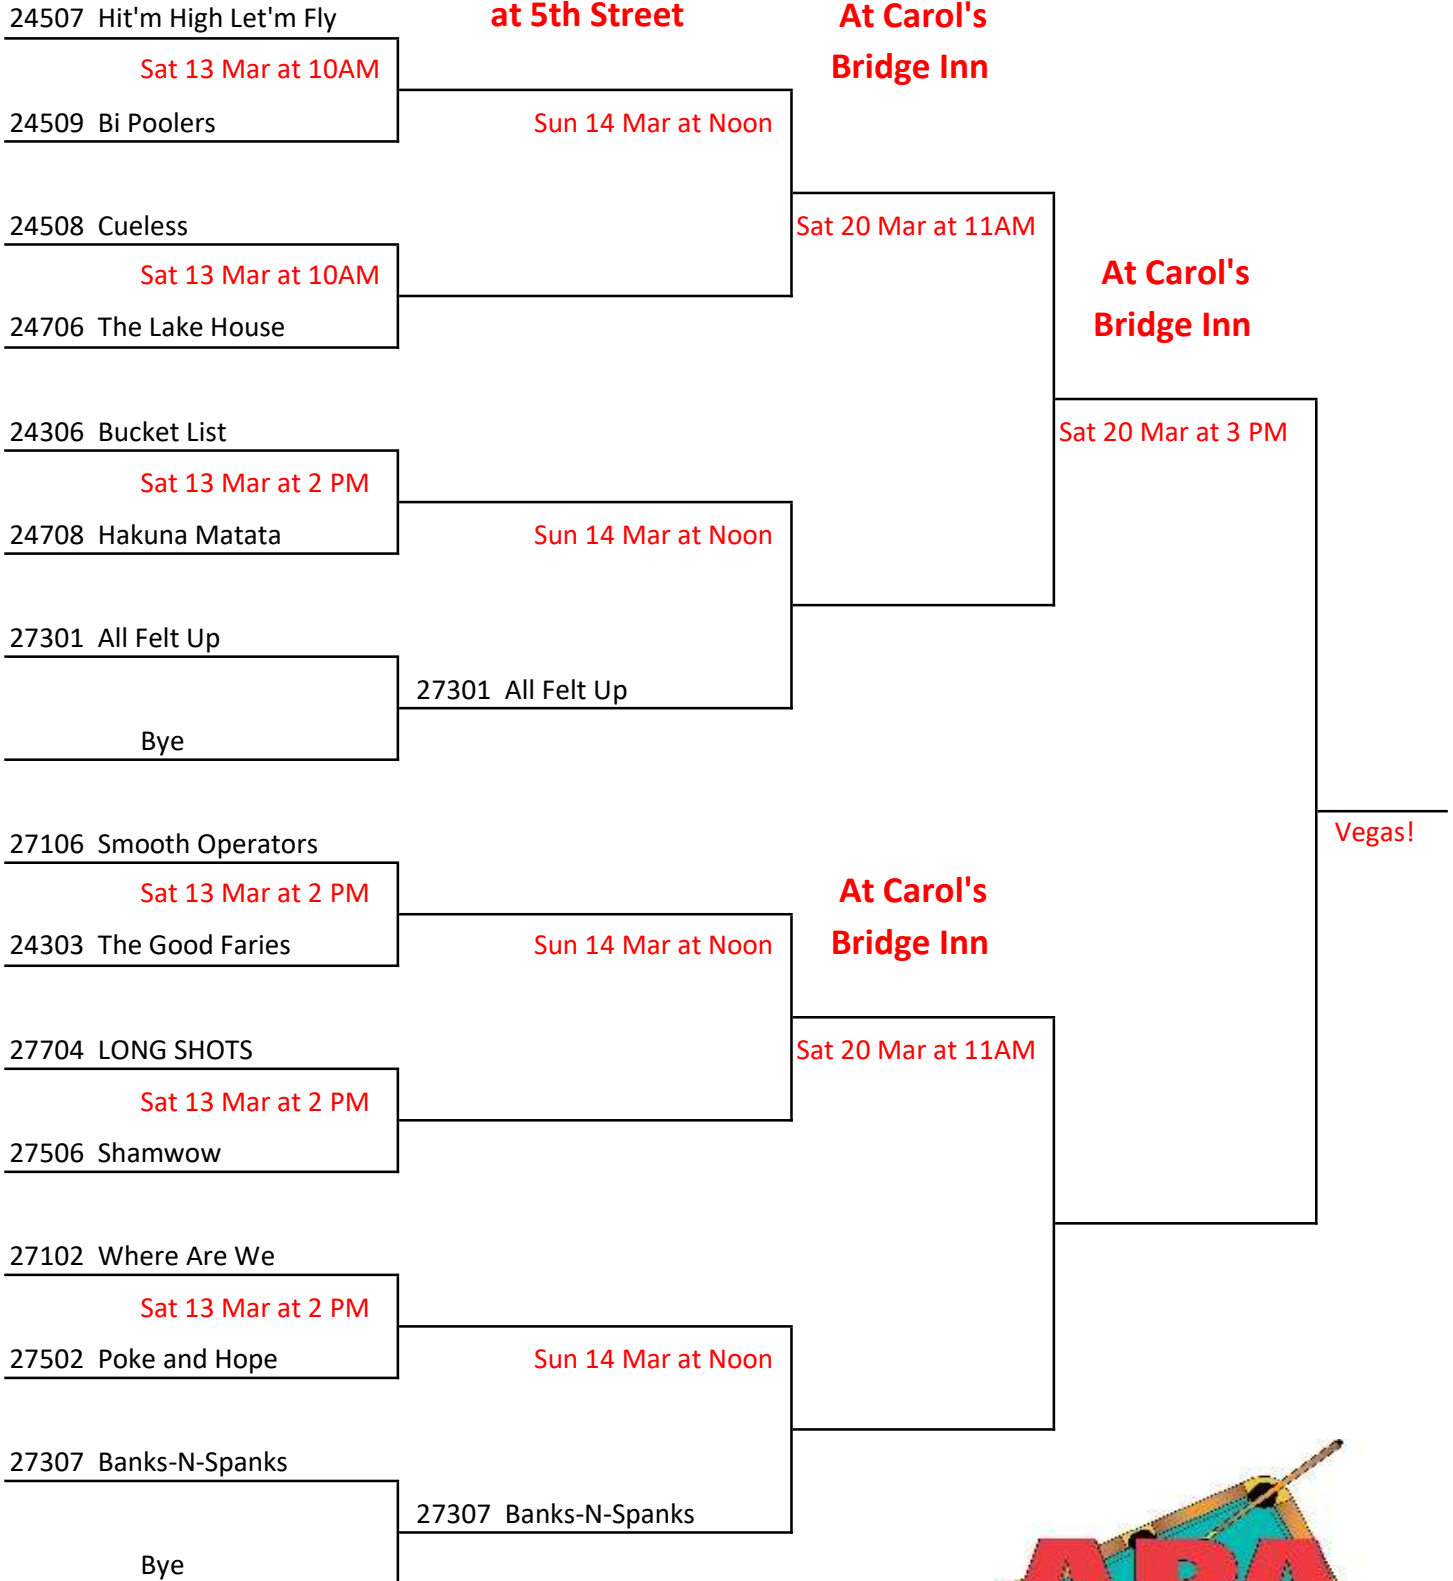 24507 Hit'm High Let'm Fly
at 5th Street
At Carol's
Sat 13 Mar at 10AM
Bridge Inn
24509 Bi Poolers
Sun 14 Mar at Noon
24508 Cueless
Sat 20 Mar at 11AM
Sat 13 Mar at 10AM
At Carol's
24706 The Lake House
Bridge Inn
24306 Bucket List
Sat 20 Mar at 3 PM
Sat 13 Mar at 2 PM
24708 Hakuna Matata
Sun 14 Mar at Noon
27301 All Felt Up
27301 All Felt Up
Bye
27106 Smooth Operators
Vegas!
Sat 13 Mar at 2 PM
At Carol's
24303 The Good Faries
Sun 14 Mar at Noon
Bridge Inn
27704 LONG SHOTS
Sat 20 Mar at 11AM
Sat 13 Mar at 2 PM
27506 Shamwow
27102 Where Are We
Sat 13 Mar at 2 PM
27502 Poke and Hope
Sun 14 Mar at Noon
27307 Banks-N-Spanks
27307 Banks-N-Spanks
Bye
APA